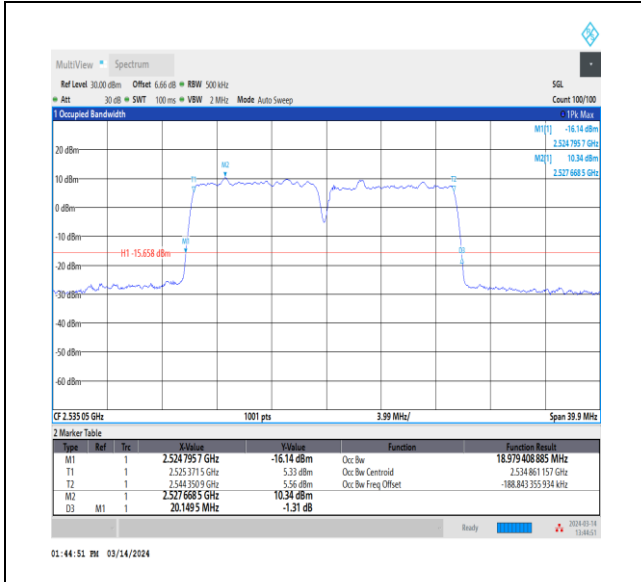 MultiView Spectrum
Ref Level 30.00 dBm Offset 6.66 dB RBW 500 kHz SGL
Att 30 dB SWT 100 ms VBW 2 MHz Mode Auto Sweep Count 100/100
1 Occupied Bandwidth 1Pk Max
M1[1] -16.14 dBm
2.524 795 7 GHz
M2[1] 10.34 dBm
2.527 668 5 GHz
20 dBm
T1 M2 T2
10 dBm
0 dBm
-10 dBm
M1
H1 -15.658 dBm D3
-20 dBm
-30 dBm
-40 dBm
-50 dBm
-60 dBm
CF 2.535 05 GHz 1001 pts 3.99 MHz/ Span 39.9 MHz
2 Marker Table
Type Ref Trc X-Value Y-Value Function Function Result
M1 1 2.524 795 7 GHz -16.14 dBm Occ Bw 18.979 408 885 MHz
T1 1 2.525 371 5 GHz 5.33 dBm Occ Bw Centroid 2.534 861 157 GHz
T2 1 2.544 350 9 GHz 5.56 dBm Occ Bw Freq Offset -188.843 355 934 kHz
M2 1 2.527 668 5 GHz 10.34 dBm
D3 M1 1 20.149 5 MHz -1.31 dB
Ready 2024-03-14
13:44:51
01:44:51 PM 03/14/2024